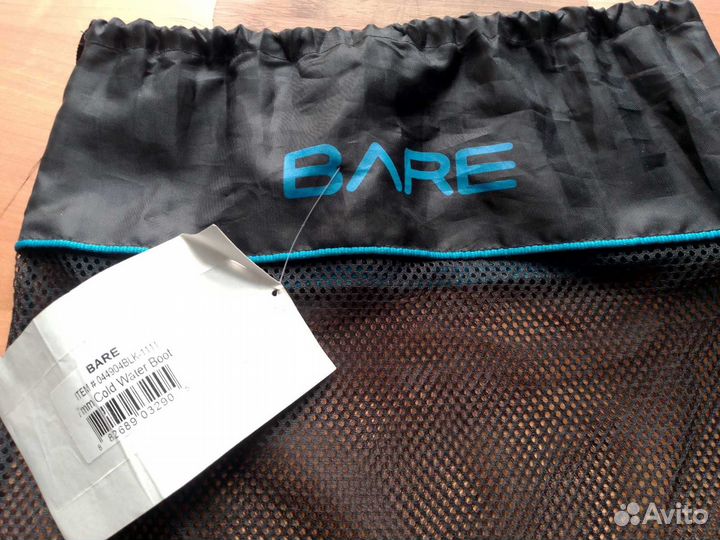 BARE
BARE
ITEM # 044904BLK-1111
7mm Cold Water Boot
8 82689 03290
Avito